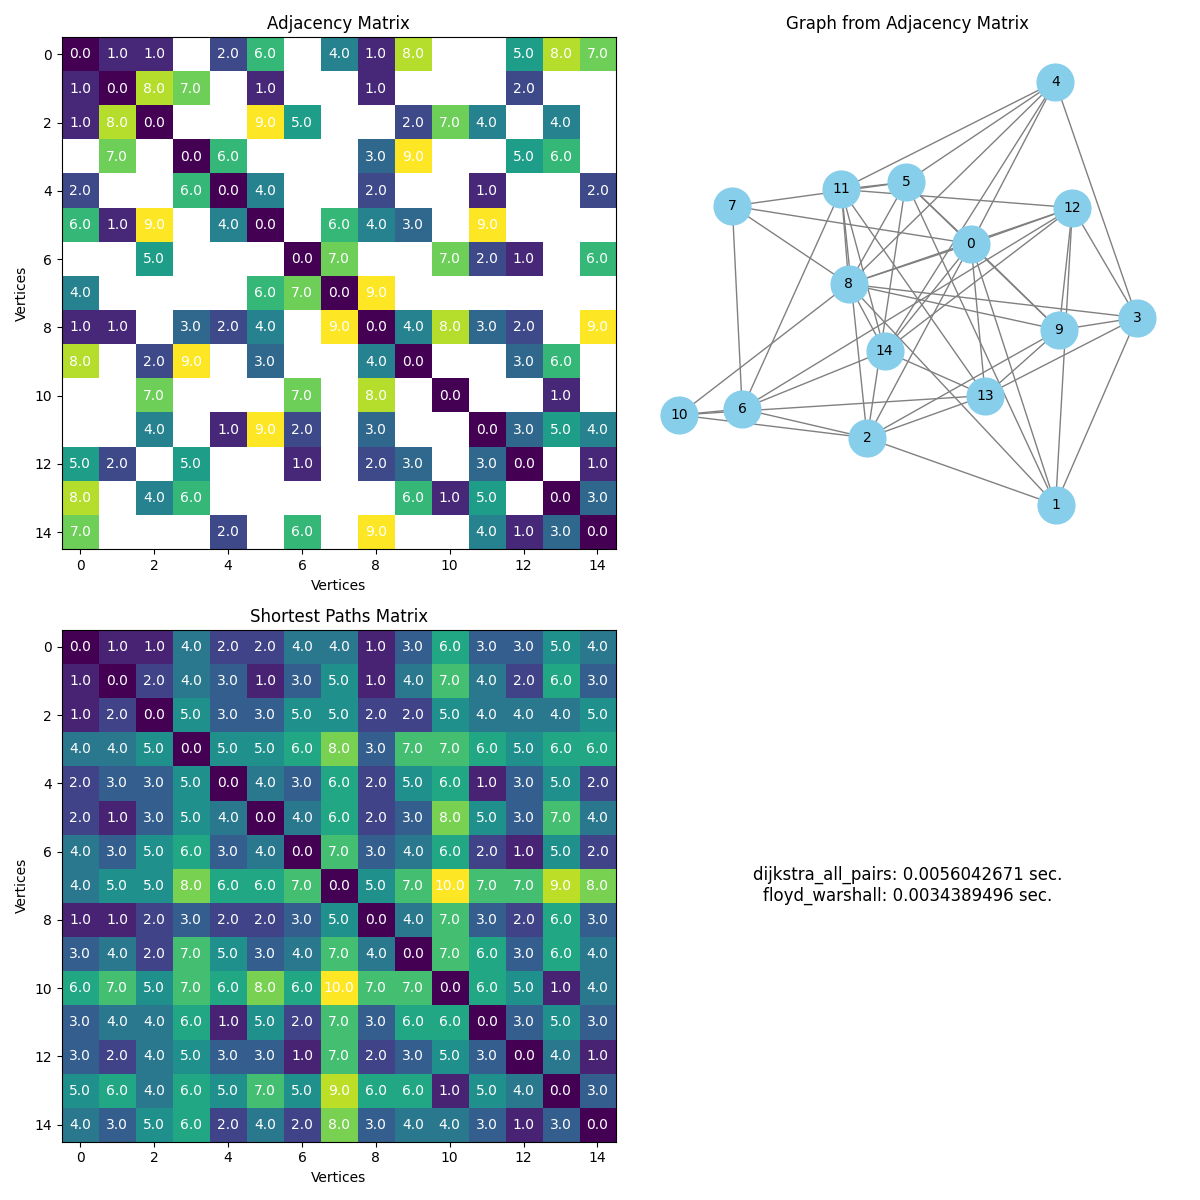 Adjacency Matrix
0 0.0 1.0 1.0 2.0 6.0 4.0 1.0 8.0 5.0 8.0 7.0
1.0 0.0 8.0 7.0 1.0 1.0 2.0
2 1.0 8.0 0.0 9.0 5.0 2.0 7.0 4.0 4.0
7.0 0.0 6.0 3.0 9.0 5.0 6.0
4 2.0 6.0 0.0 4.0 2.0 1.0 2.0
6.0 1.0 9.0 4.0 0.0 6.0 4.0 3.0 9.0
6 5.0 0.0 7.0 7.0 2.0 1.0 6.0
4.0 6.0 7.0 0.0 9.0
8 1.0 1.0 3.0 2.0 4.0 9.0 0.0 4.0 8.0 3.0 2.0 9.0
8.0 2.0 9.0 3.0 4.0 0.0 3.0 6.0
10 7.0 7.0 8.0 0.0 1.0
4.0 1.0 9.0 2.0 3.0 0.0 3.0 5.0 4.0
12 5.0 2.0 5.0 1.0 2.0 3.0 3.0 0.0 1.0
8.0 4.0 6.0 6.0 1.0 5.0 0.0 3.0
14 7.0 2.0 6.0 9.0 4.0 1.0 3.0 0.0
0 2 4 6 8 10 12 14
Vertices
Vertices
Graph from Adjacency Matrix
4
5
11
7
12
0
8
3
9
14
13
6
10
2
1
Shortest Paths Matrix
0 0.0 1.0 1.0 4.0 2.0 2.0 4.0 4.0 1.0 3.0 6.0 3.0 3.0 5.0 4.0
1.0 0.0 2.0 4.0 3.0 1.0 3.0 5.0 1.0 4.0 7.0 4.0 2.0 6.0 3.0
2 1.0 2.0 0.0 5.0 3.0 3.0 5.0 5.0 2.0 2.0 5.0 4.0 4.0 4.0 5.0
4.0 4.0 5.0 0.0 5.0 5.0 6.0 8.0 3.0 7.0 7.0 6.0 5.0 6.0 6.0
4 2.0 3.0 3.0 5.0 0.0 4.0 3.0 6.0 2.0 5.0 6.0 1.0 3.0 5.0 2.0
2.0 1.0 3.0 5.0 4.0 0.0 4.0 6.0 2.0 3.0 8.0 5.0 3.0 7.0 4.0
6 4.0 3.0 5.0 6.0 3.0 4.0 0.0 7.0 3.0 4.0 6.0 2.0 1.0 5.0 2.0
4.0 5.0 5.0 8.0 6.0 6.0 7.0 0.0 5.0 7.0 10.0 7.0 7.0 9.0 8.0
8 1.0 1.0 2.0 3.0 2.0 2.0 3.0 5.0 0.0 4.0 7.0 3.0 2.0 6.0 3.0
3.0 4.0 2.0 7.0 5.0 3.0 4.0 7.0 4.0 0.0 7.0 6.0 3.0 6.0 4.0
10 6.0 7.0 5.0 7.0 6.0 8.0 6.0 10.0 7.0 7.0 0.0 6.0 5.0 1.0 4.0
3.0 4.0 4.0 6.0 1.0 5.0 2.0 7.0 3.0 6.0 6.0 0.0 3.0 5.0 3.0
12 3.0 2.0 4.0 5.0 3.0 3.0 1.0 7.0 2.0 3.0 5.0 3.0 0.0 4.0 1.0
5.0 6.0 4.0 6.0 5.0 7.0 5.0 9.0 6.0 6.0 1.0 5.0 4.0 0.0 3.0
14 4.0 3.0 5.0 6.0 2.0 4.0 2.0 8.0 3.0 4.0 4.0 3.0 1.0 3.0 0.0
0 2 4 6 8 10 12 14
Vertices
Vertices
dijkstra_all_pairs: 0.0056042671 sec.
floyd_warshall: 0.0034389496 sec.